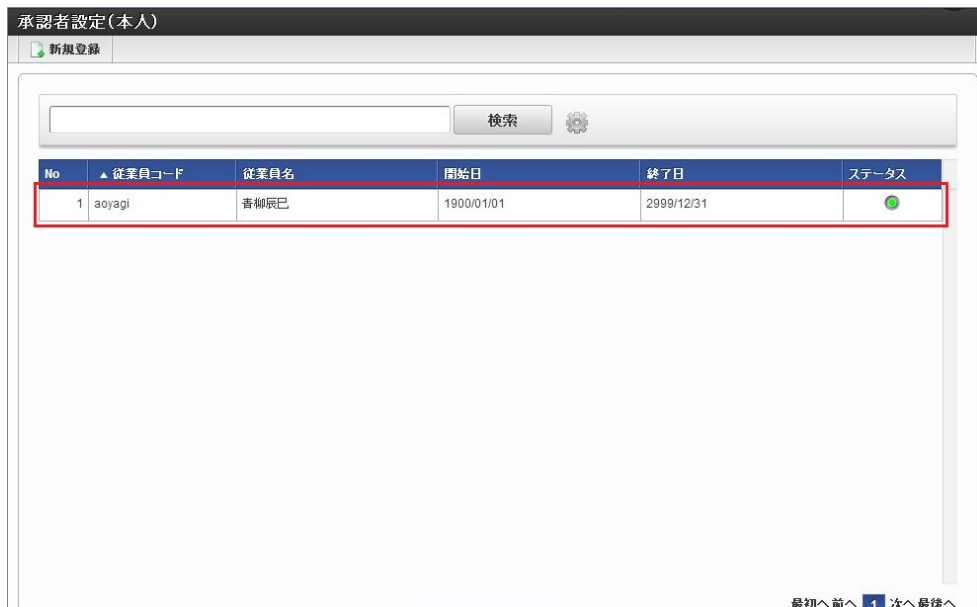 承認者設定(本人)
新規登録
検索
No ▲ 従業員コード 従業員名 開始日 終了日 ステータス
1 aoyagi 青柳辰巳 1900/01/01 2999/12/31
最初へ 前へ 1 次へ 最後へ